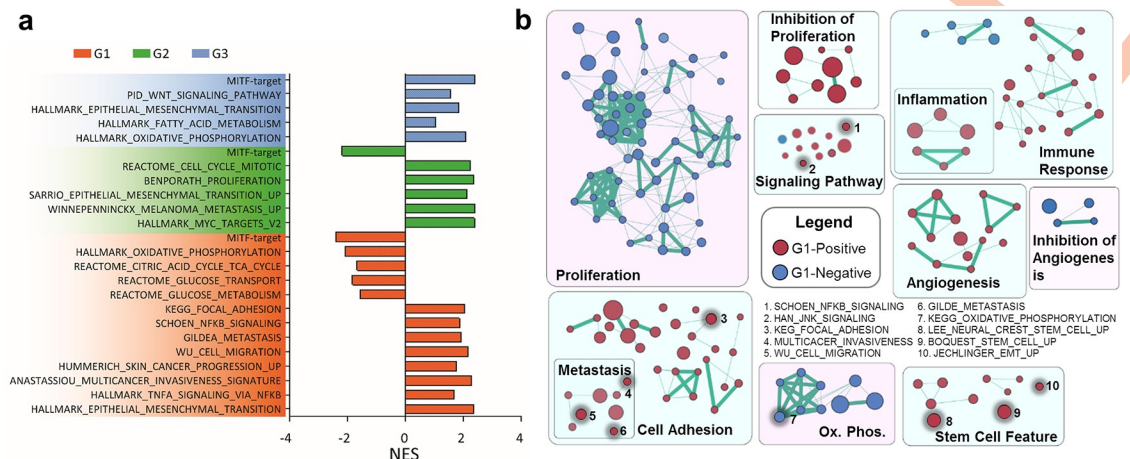 a
G1 G2 G3
MITF-target
PID_WNT_SIGNALING_PATHWAY
HALLMARK_EPITHELIAL_MESENCHYMAL_TRANSITION
HALLMARK_FATTY_ACID_METABOLISM
HALLMARK_OXIDATIVE_PHOSPHORYLATION
MITF-target
REACTOME_CELL_CYCLE_MITOTIC
BENPORATH_PROLIFERATION
SARRIO_EPITHELIAL_MESENCHYMAL_TRANSITION_UP
WINNEPENNINCKX_MELANOMA_METASTASIS_UP
HALLMARK_MYC_TARGETS_V2
MITF-target
HALLMARK_OXIDATIVE_PHOSPHORYLATION
REACTOME_CITRIC_ACID_CYCLE_TCA_CYCLE
REACTOME_GLUCOSE_TRANSPORT
REACTOME_GLUCOSE_METABOLISM
KEGG_FOCAL_ADHESION
SCHOEN_NFKB_SIGNALING
GILDEA_METASTASIS
WU_CELL_MIGRATION
HUMMERICH_SKIN_CANCER_PROGRESSION_UP
ANASTASSIOU_MULTICANCER_INVASIVENESS_SIGNATURE
HALLMARK_TNFA_SIGNALING_VIA_NFKB
HALLMARK_EPITHELIAL_MESENCHYMAL_TRANSITION
-4 -2 0 2 4
NES
b
Proliferation
Inhibition of
Proliferation
1
2
Signaling Pathway
Inflammation
Immune
Response
Legend
G1-Positive
G1-Negative
Angiogenesis
Inhibition of
Angiogenes
is
1. SCHOEN_NFKB_SIGNALING
2. HAN_JNK_SIGNALING
3. KEG_FOCAL_ADHESION
4. MULTICACER_INVASIVENESS
5. WU_CELL_MIGRATION
6. GILDE_METASTASIS
7. KEGG_OXIDATIVE_PHOSPHORYLATION
8. LEE_NEURAL_CREST_STEM_CELL_UP
9. BOQUEST_STEM_CELL_UP
10. JECHLINGER_EMT_UP
3
Metastasis
4
5
6
Cell Adhesion
7
Ox. Phos.
8
9
10
Stem Cell Feature